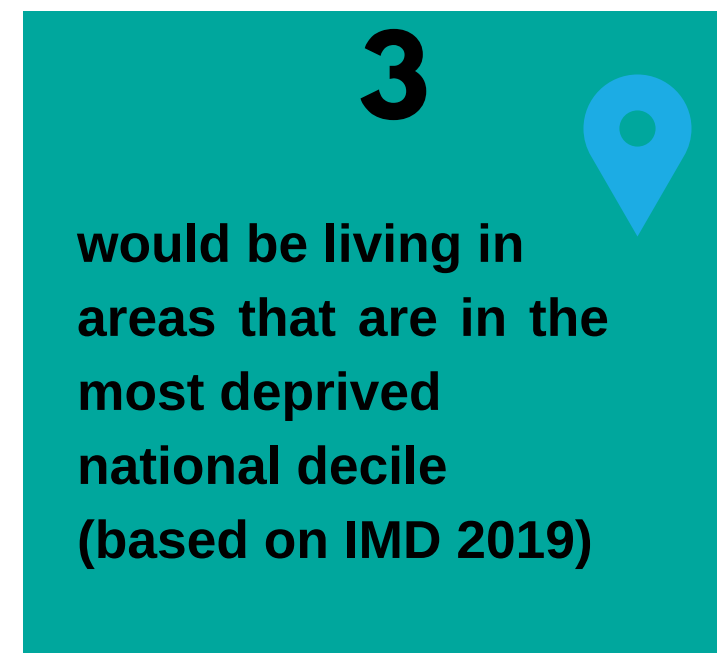 3
would be living in
areas that are in the
most deprived
national decile
(based on IMD 2019)